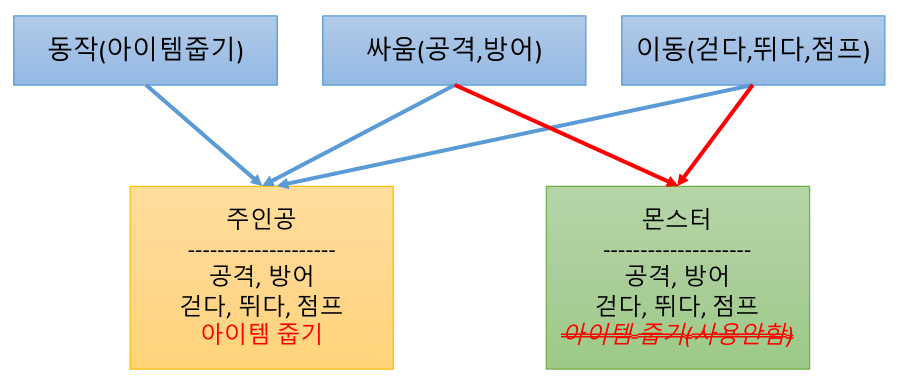 동작(아이템줍기)
싸움(공격,방어)
이동(걷다,뛰다,점프)
주인공
--------------------
공격, 방어
걷다, 뛰다, 점프
아이템 줍기
몬스터
--------------------
공격, 방어
걷다, 뛰다, 점프
아이템 줍기(사용안함)